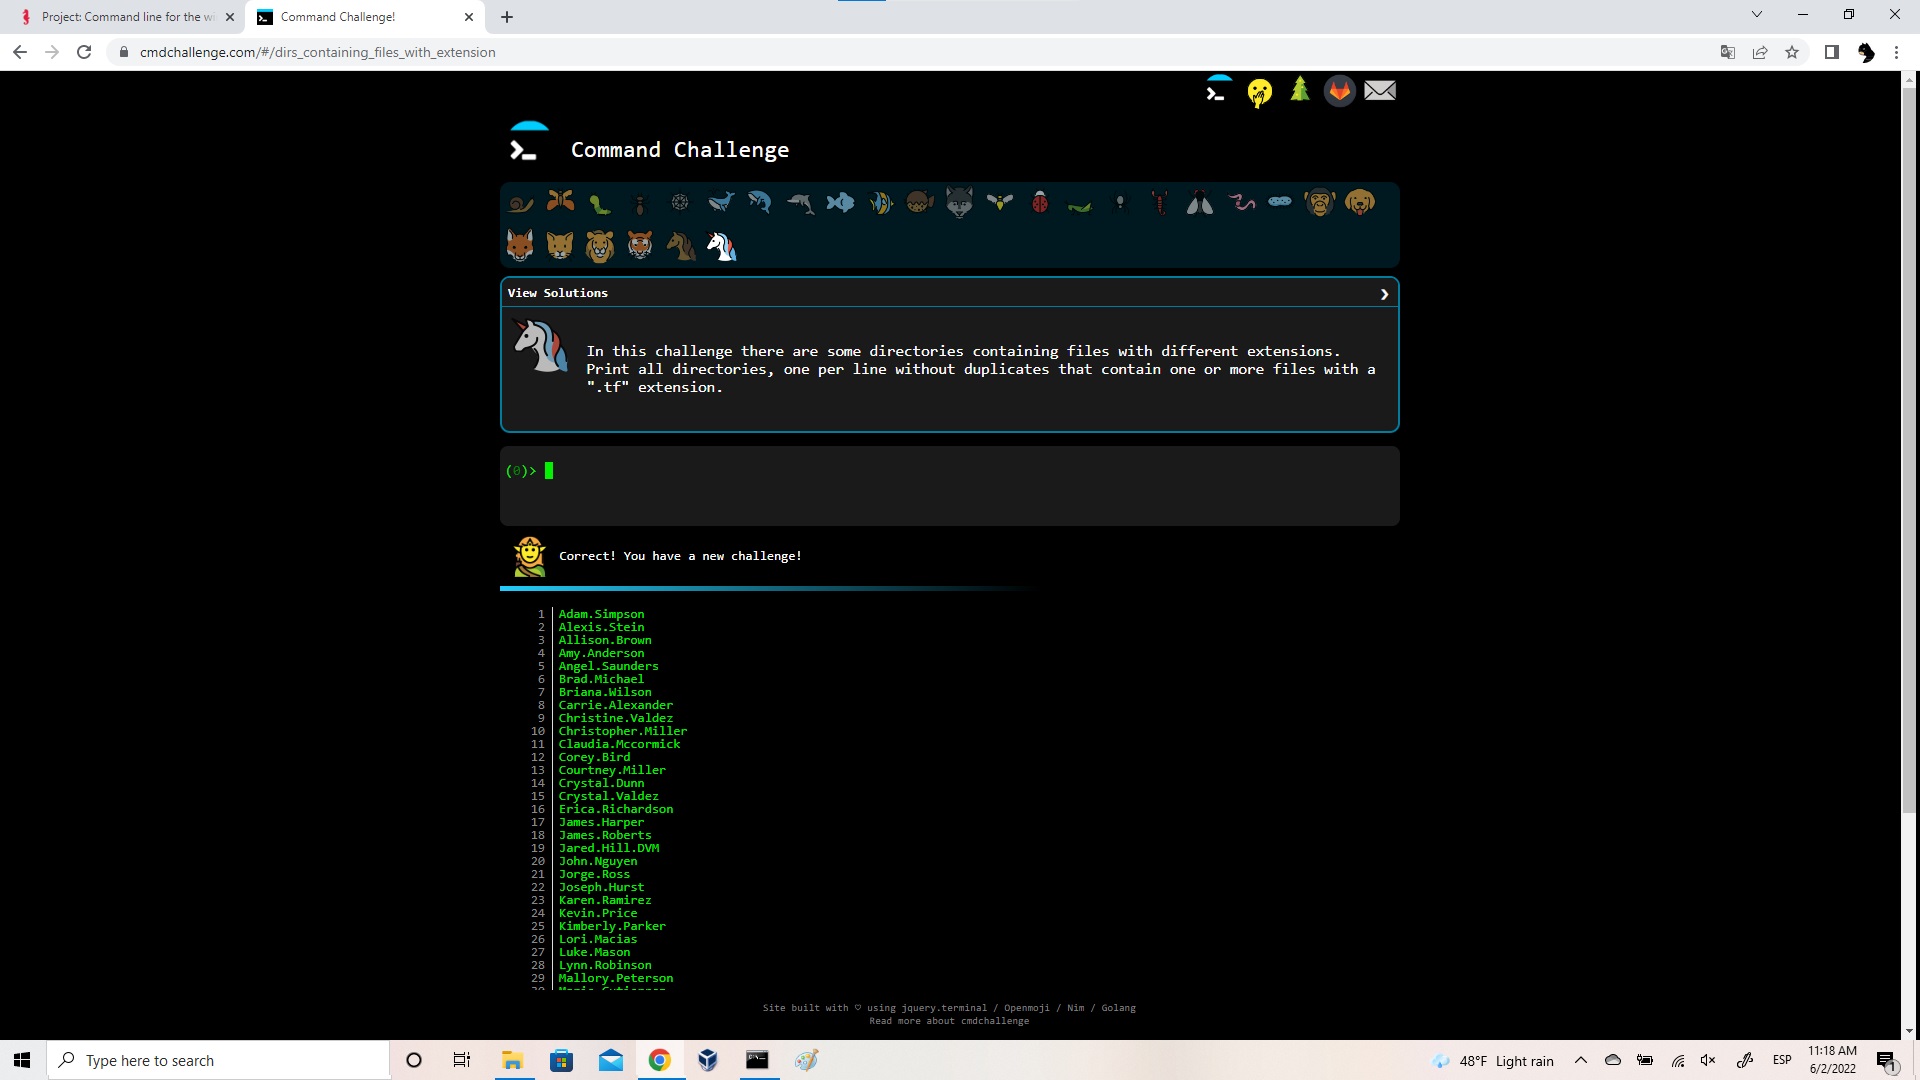 Project: Command line for the wi
Command Challenge!
cmdchallenge.com/#/dirs_containing_files_with_extension
Command Challenge
View Solutions
In this challenge there are some directories containing files with different extensions.
Print all directories, one per line without duplicates that contain one or more files with a
".tf" extension.
(0)>
Correct! You have a new challenge!
1 Adam.Simpson
2 Alexis.Stein
3 Allison.Brown
4 Amy.Anderson
5 Angel.Saunders
6 Brad.Michael
7 Briana.Wilson
8 Carrie.Alexander
9 Christine.Valdez
10 Christopher.Miller
11 Claudia.Mccormick
12 Corey.Bird
13 Courtney.Miller
14 Crystal.Dunn
15 Crystal.Valdez
16 Erica.Richardson
17 James.Harper
18 James.Roberts
19 Jared.Hill.DVM
20 John.Nguyen
21 Jorge.Ross
22 Joseph.Hurst
23 Karen.Ramirez
24 Kevin.Price
25 Kimberly.Parker
26 Lori.Macias
27 Luke.Mason
28 Lynn.Robinson
29 Mallory.Peterson
Site built with ♡ using jquery.terminal / Openmoji / Nim / Golang
Read more about cmdchallenge
Type here to search
48°F Light rain
ESP
11:18 AM
6/2/2022
1